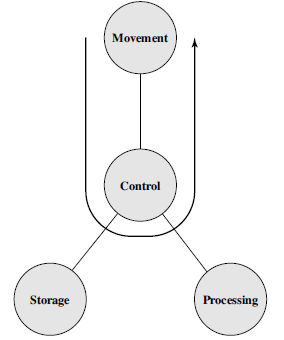 Movement
Control
Storage
Processing